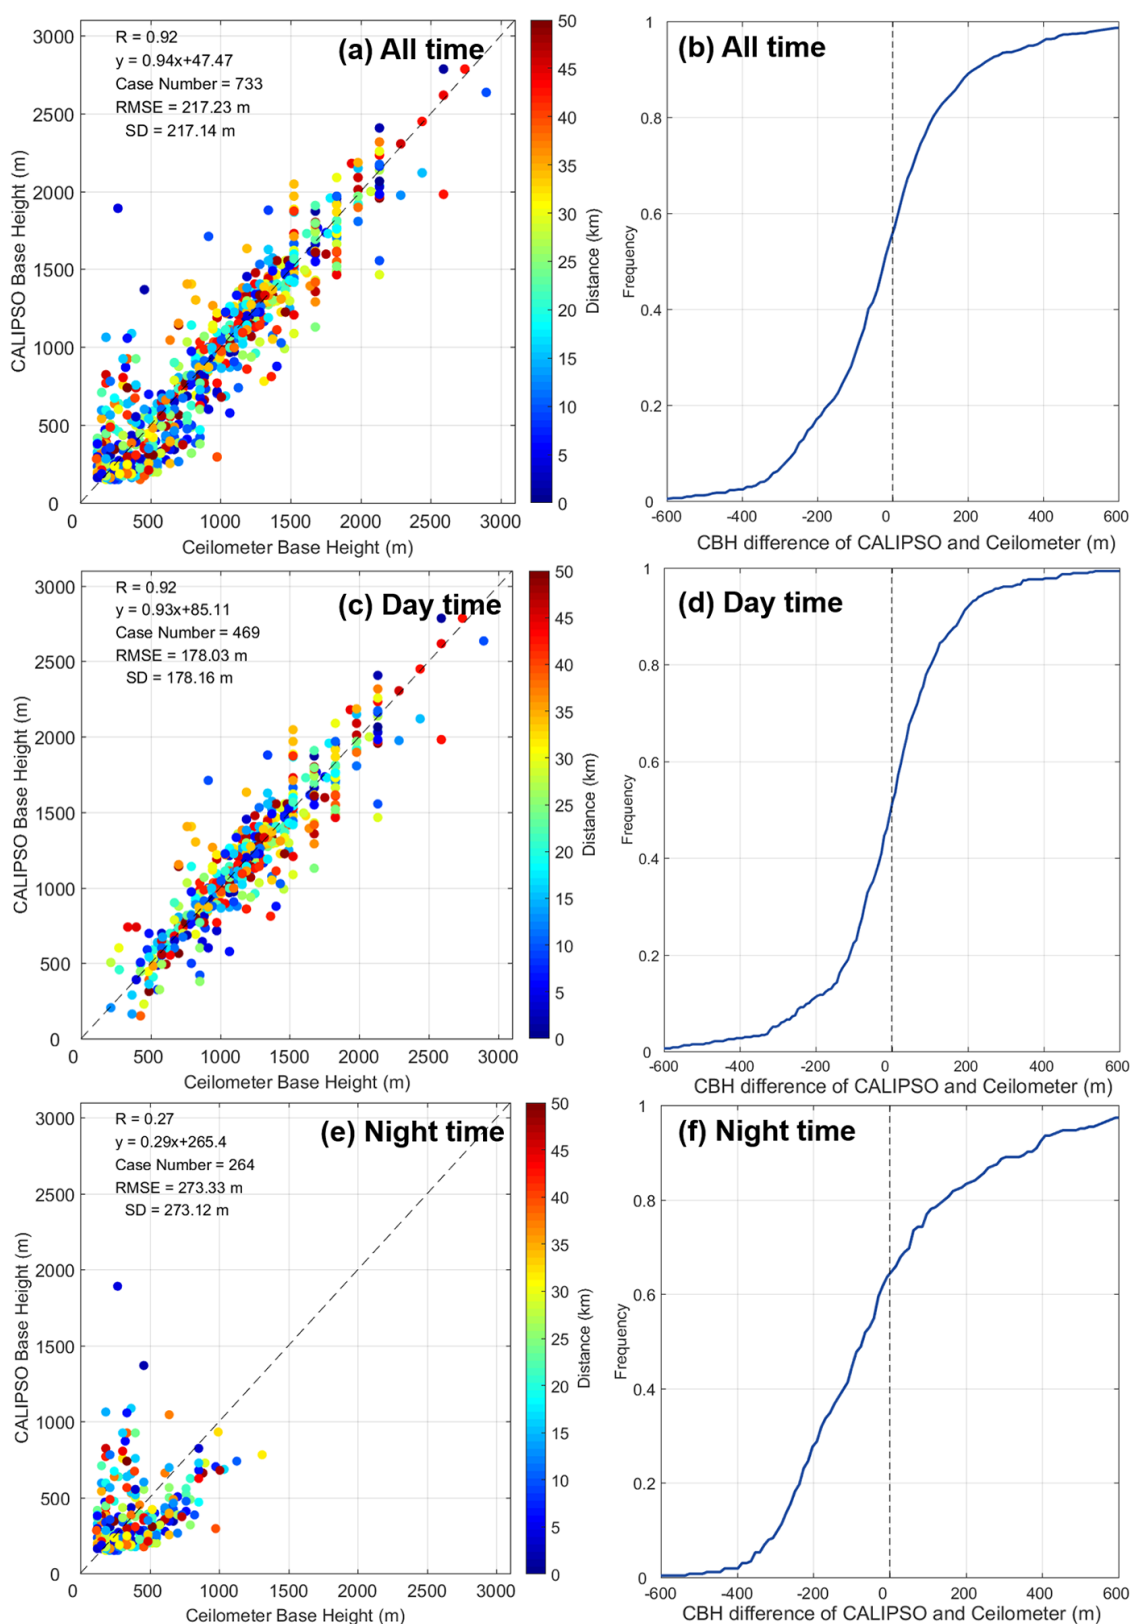 (a) All time
R = 0.92
y = 0.94x+47.47
Case Number = 733
RMSE = 217.23 m
SD = 217.14 m
3000
2500
2000
1500
1000
500
0
CALIPSO Base Height (m)
0 500 1000 1500 2000 2500 3000
Ceilometer Base Height (m)
50
45
40
35
30
25
20
15
10
5
0
Distance (km)
(b) All time
1
0.8
0.6
0.4
0.2
0
Frequency
-600 -400 -200 0 200 400 600
CBH difference of CALIPSO and Ceilometer (m)
(c) Day time
R = 0.92
y = 0.93x+85.11
Case Number = 469
RMSE = 178.03 m
SD = 178.16 m
3000
2500
2000
1500
1000
500
0
CALIPSO Base Height (m)
0 500 1000 1500 2000 2500 3000
Ceilometer Base Height (m)
50
45
40
35
30
25
20
15
10
5
0
Distance (km)
(d) Day time
1
0.8
0.6
0.4
0.2
0
Frequency
-600 -400 -200 0 200 400 600
CBH difference of CALIPSO and Ceilometer (m)
(e) Night time
R = 0.27
y = 0.29x+265.4
Case Number = 264
RMSE = 273.33 m
SD = 273.12 m
3000
2500
2000
1500
1000
500
0
CALIPSO Base Height (m)
0 500 1000 1500 2000 2500 3000
Ceilometer Base Height (m)
50
45
40
35
30
25
20
15
10
5
0
Distance (km)
(f) Night time
1
0.8
0.6
0.4
0.2
0
Frequency
-600 -400 -200 0 200 400 600
CBH difference of CALIPSO and Ceilometer (m)